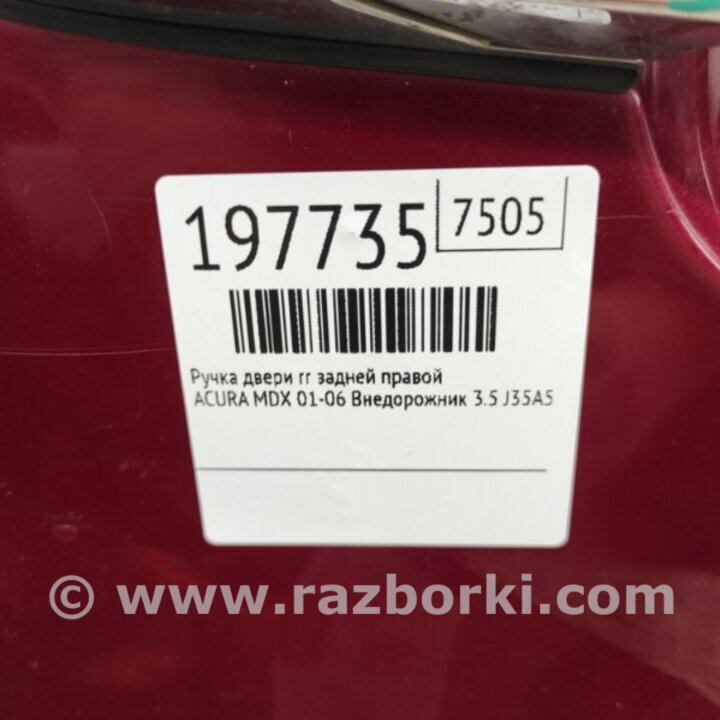 197735
7505
Ручка двери rr задней правой
ACURA MDX 01-06 Внедорожник 3.5 J35A5
© www.razborki.com